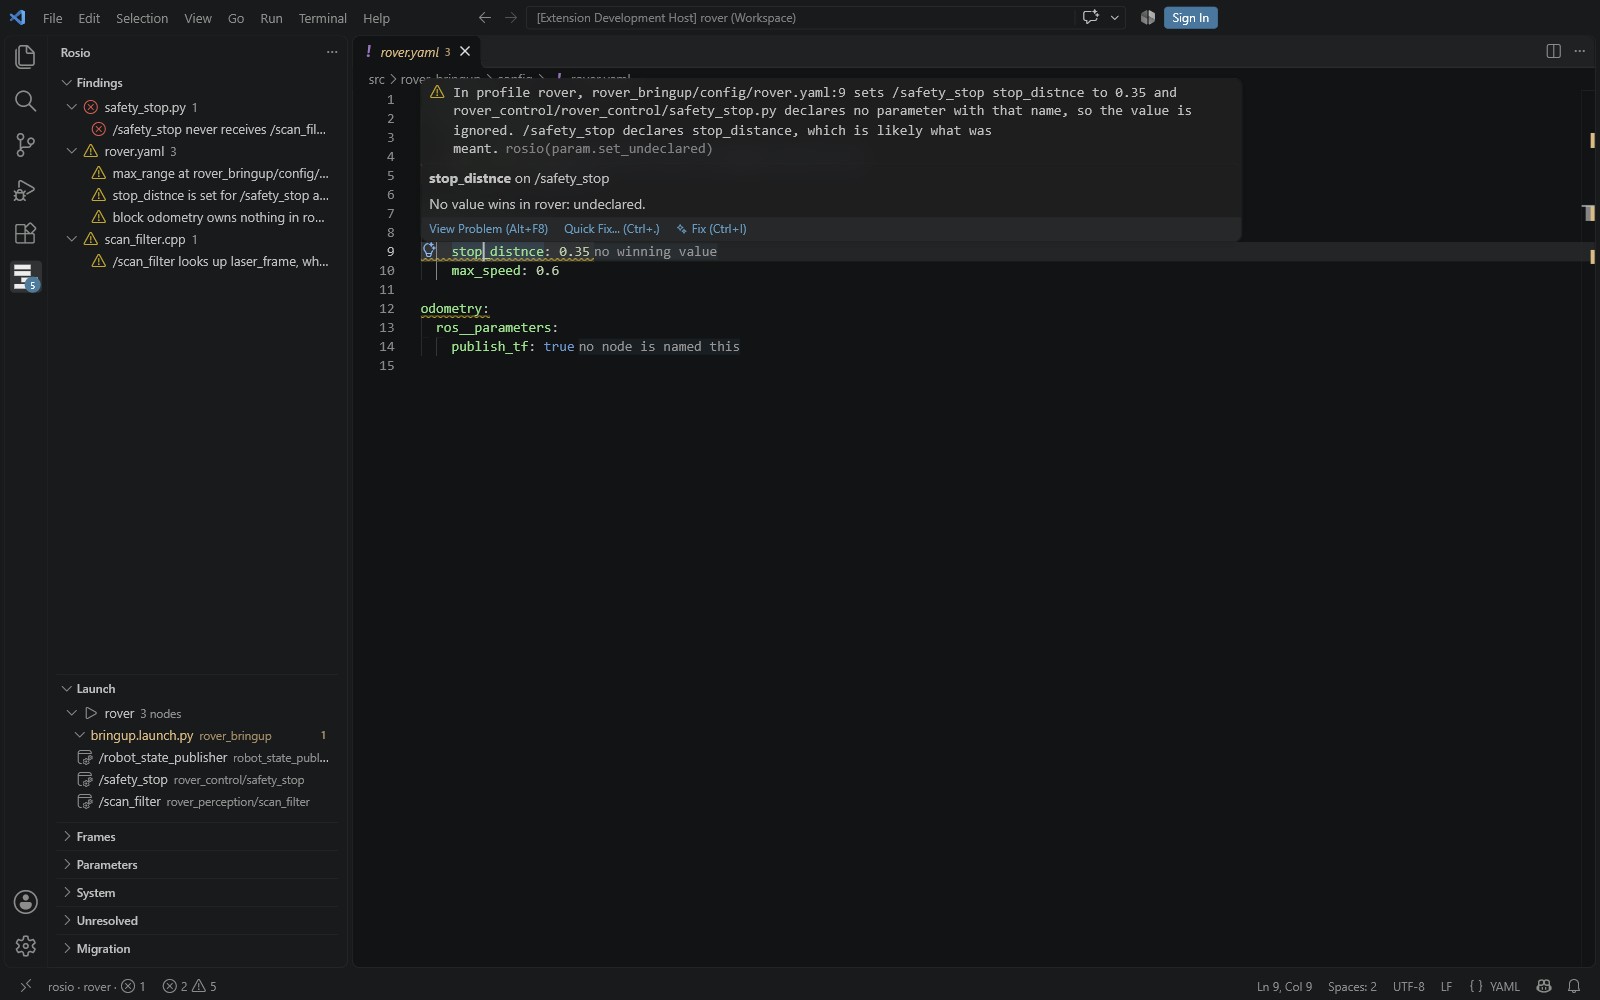 File Edit Selection View Go Run Terminal Help
[Extension Development Host] rover (Workspace)
Sign In
Rosio
Findings
safety_stop.py 1
/safety_stop never receives /scan_fil...
rover.yaml 3
max_range at rover_bringup/config/...
stop_distnce is set for /safety_stop a...
block odometry owns nothing in ro...
scan_filter.cpp 1
/scan_filter looks up laser_frame, wh...
5
Launch
rover 3 nodes
bringup.launch.py rover_bringup 1
/robot_state_publisher robot_state_publ...
/safety_stop rover_control/safety_stop
/scan_filter rover_perception/scan_filter
Frames
Parameters
System
Unresolved
Migration
! rover.yaml 3
src
1
2
3
4
5
6
7
8
In profile rover, rover_bringup/config/rover.yaml:9 sets /safety_stop stop_distnce to 0.35 and
rover_control/rover_control/safety_stop.py declares no parameter with that name, so the value is
ignored. /safety_stop declares stop_distance, which is likely what was
meant. rosio(param.set_undeclared)
stop_distnce on /safety_stop
No value wins in rover: undeclared.
View Problem (Alt+F8) Quick Fix... (Ctrl+.) Fix (Ctrl+I)
9 stop_distnce: 0.35 no winning value
10 max_speed: 0.6
11
12 odometry:
13 ros__parameters:
14 publish_tf: true no node is named this
15
rosio · rover · 1 2 5
Ln 9, Col 9 Spaces: 2 UTF-8 LF { } YAML